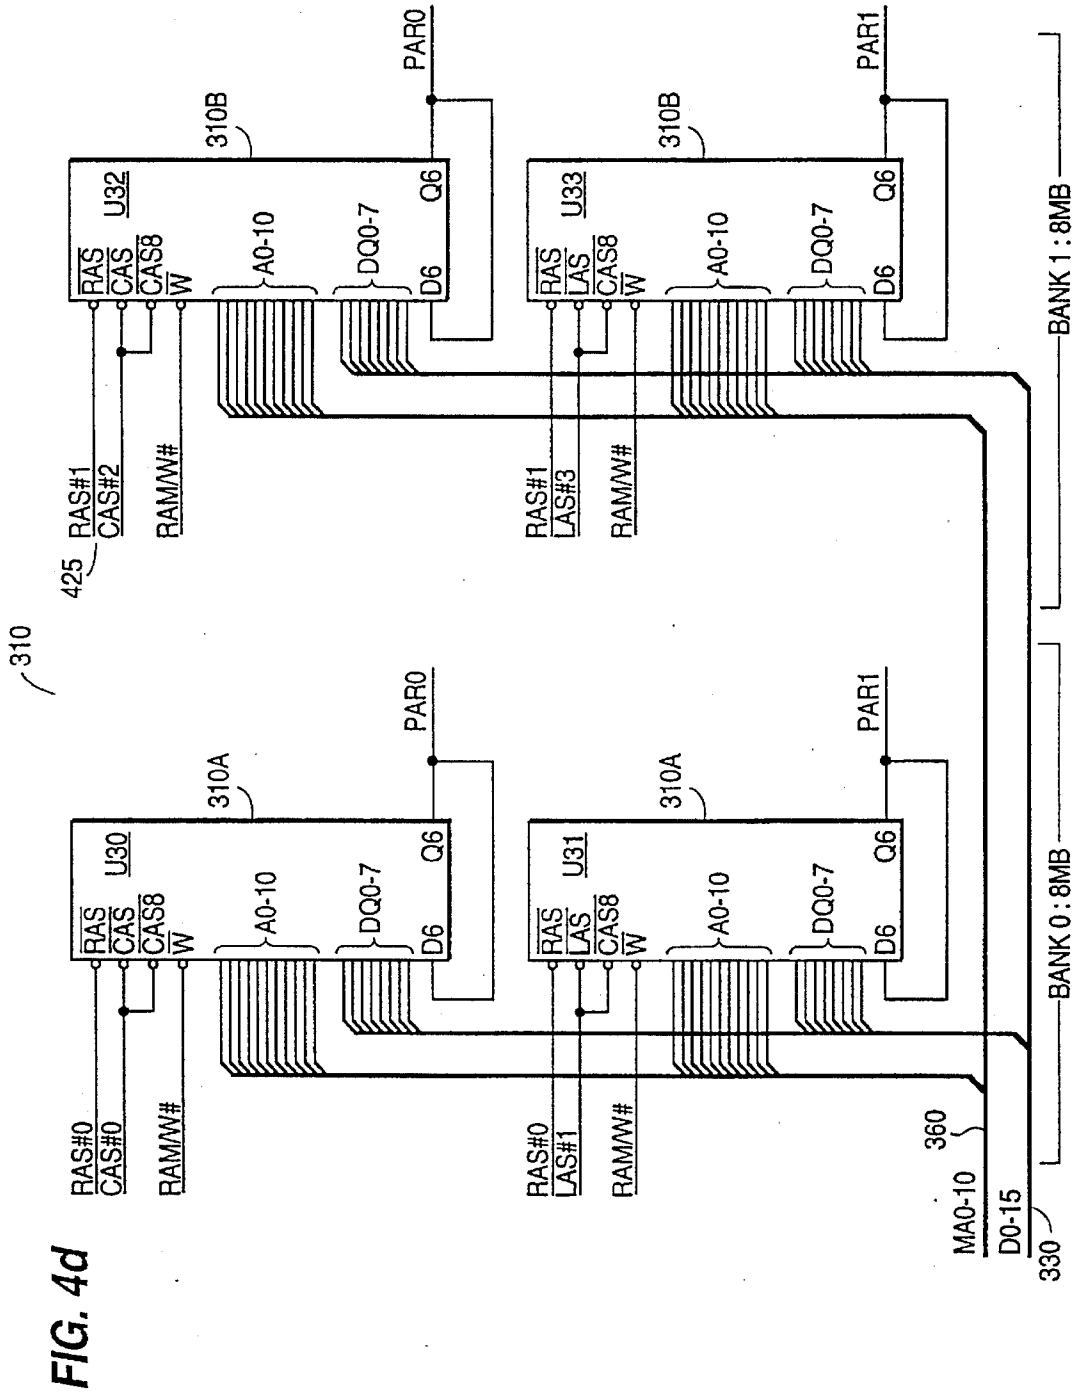 FIG. 4d
310
RAS#0
CAS#0
RAM/W#
RAS
CAS
CAS8
W
U30
A0-10
DQ0-7
D6
Q6
310A
PAR0
425
RAS#1
CAS#2
RAM/W#
RAS
CAS
CAS8
W
U32
A0-10
DQ0-7
D6
Q6
310B
PAR0
RAS#0
LAS#1
RAM/W#
RAS
LAS
CAS8
W
U31
A0-10
DQ0-7
D6
Q6
310A
PAR1
RAS#1
LAS#3
RAM/W#
RAS
LAS
CAS8
W
U33
A0-10
DQ0-7
D6
Q6
310B
PAR1
MA0-10
360
D0-15
330
BANK 0 : 8MB
BANK 1 : 8MB